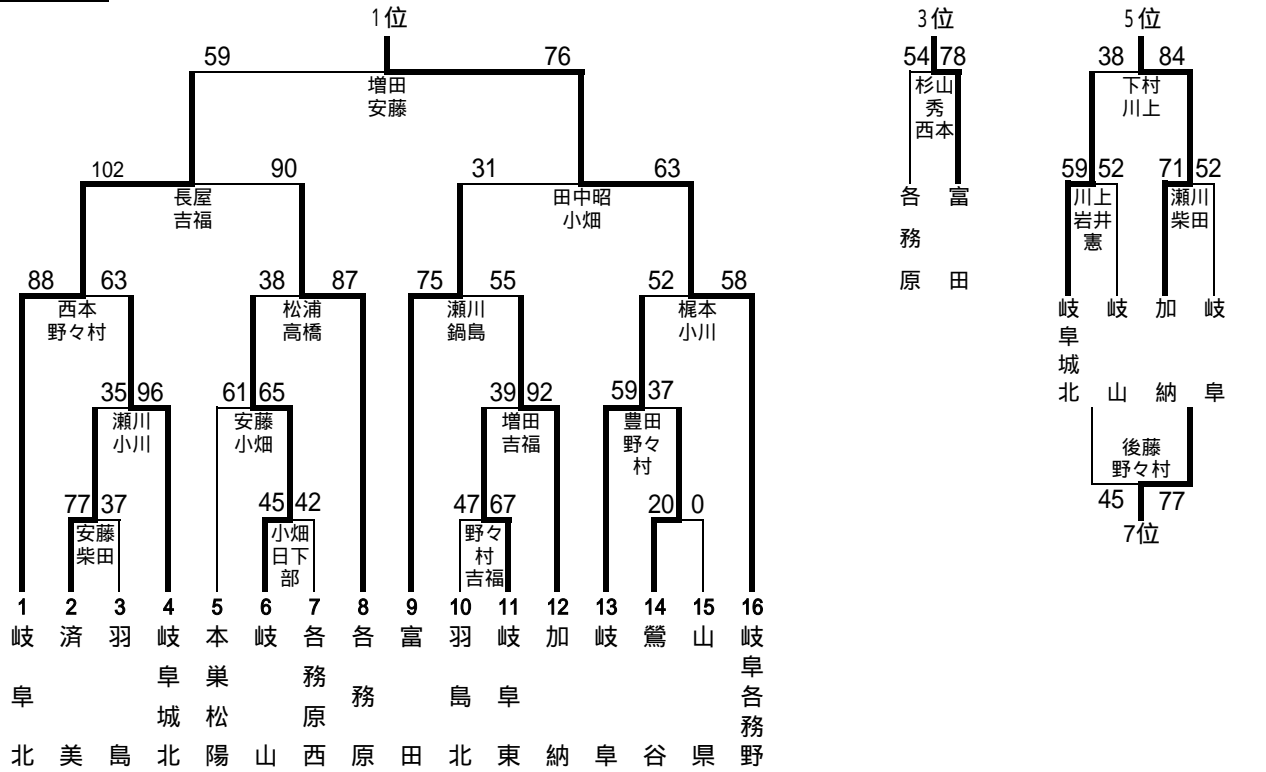 1位 3位 5位
59 76 54 78 38 84
増田 杉山 下村
安藤 秀 川上
西本
102 90 31 63 59 52 71 52
長屋 田中昭 川上 瀬川
吉福 小畑 岩井 柴田
憲
各務原 富田
88 63 38 87 75 55 52 58
西本 松浦 瀬川 梶本
野々村 高橋 鍋島 小川
岐阜城北 岐山 加納 岐阜
35 96 61 65 39 92 59 37
瀬川 安藤 増田 豊田
小川 小畑 吉福 野々
村
後藤
野々村
45 77
7位
77 37 45 42 47 67 20 0
安藤 小畑 野々
柴田 日下 村
部 吉福
1 2 3 4 5 6 7 8 9 10 11 12 13 14 15 16
岐阜北 済美 羽島 岐阜城北 本巣松陽 岐山 各務原西 各務原 富田 羽島北 岐阜東 加納 岐阜 鶯谷 山県 岐阜各務野